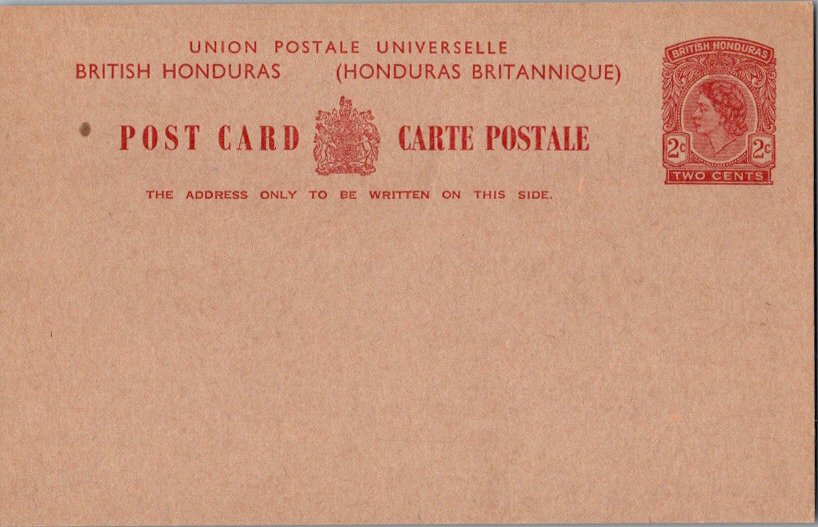 UNION POSTALE UNIVERSELLE
BRITISH HONDURAS (HONDURAS BRITANNIQUE)
POST CARD CARTE POSTALE
THE ADDRESS ONLY TO BE WRITTEN ON THIS SIDE.
BRITISH HONDURAS
2c 2c
TWO CENTS